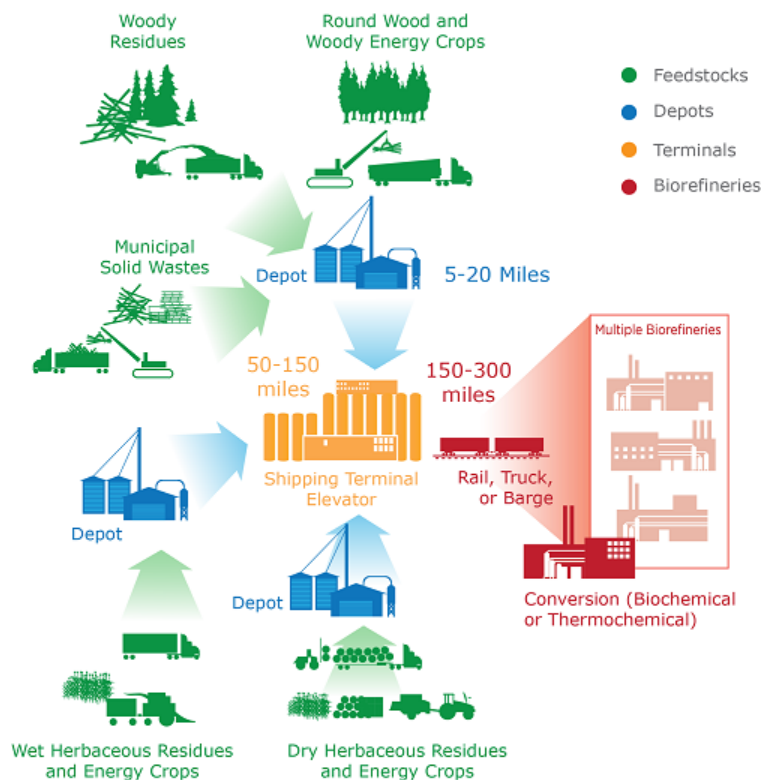 Woody
Residues
Round Wood and
Woody Energy Crops
Feedstocks
Depots
Terminals
Biorefineries
Municipal
Solid Wastes
Depot
5-20 Miles
50-150
miles
150-300
miles
Multiple Biorefineries
Shipping Terminal
Elevator
Rail, Truck,
or Barge
Depot
Depot
Conversion (Biochemical
or Thermochemical)
Wet Herbaceous Residues
and Energy Crops
Dry Herbaceous Residues
and Energy Crops